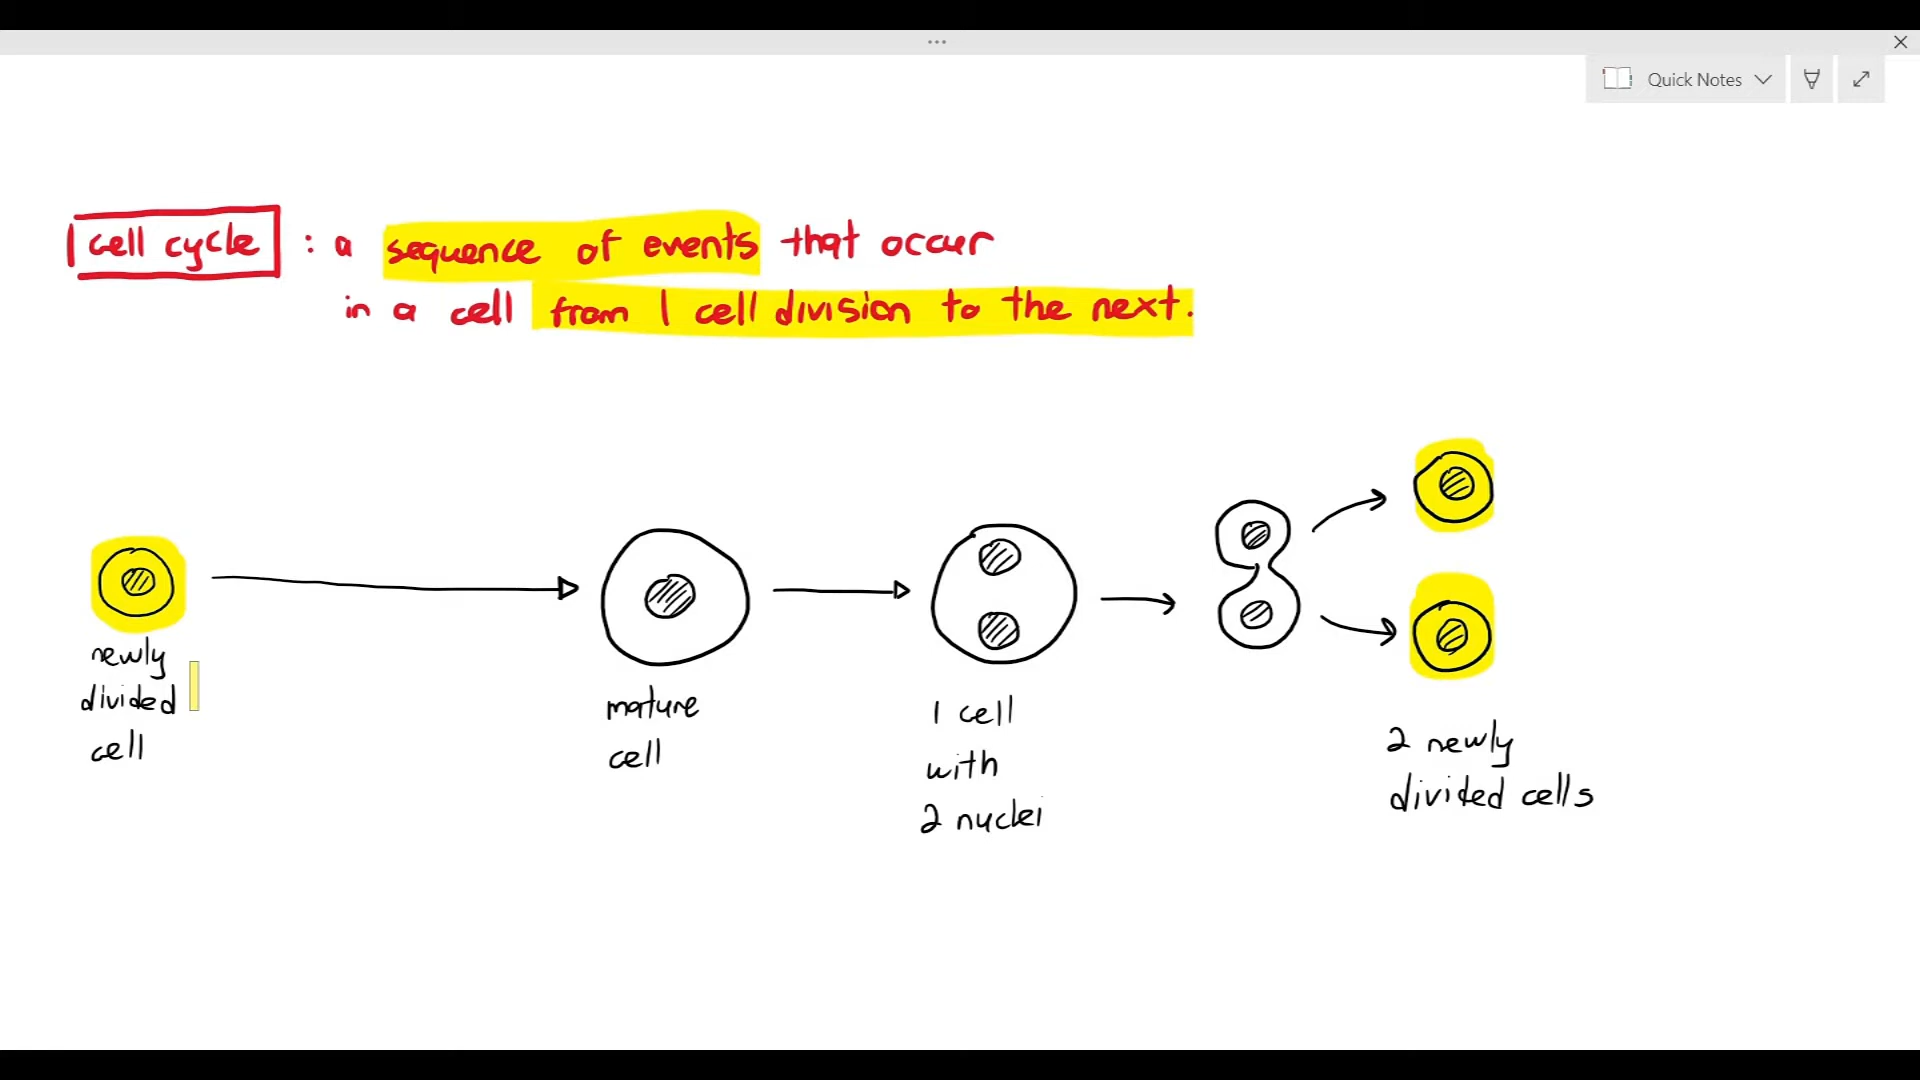 Quick Notes
cell cycle : a sequence of events that occur
in a cell from 1 cell division to the next.
newly
divided
cell
mature
cell
1 cell
with
2 nuclei
2 newly
divided cells